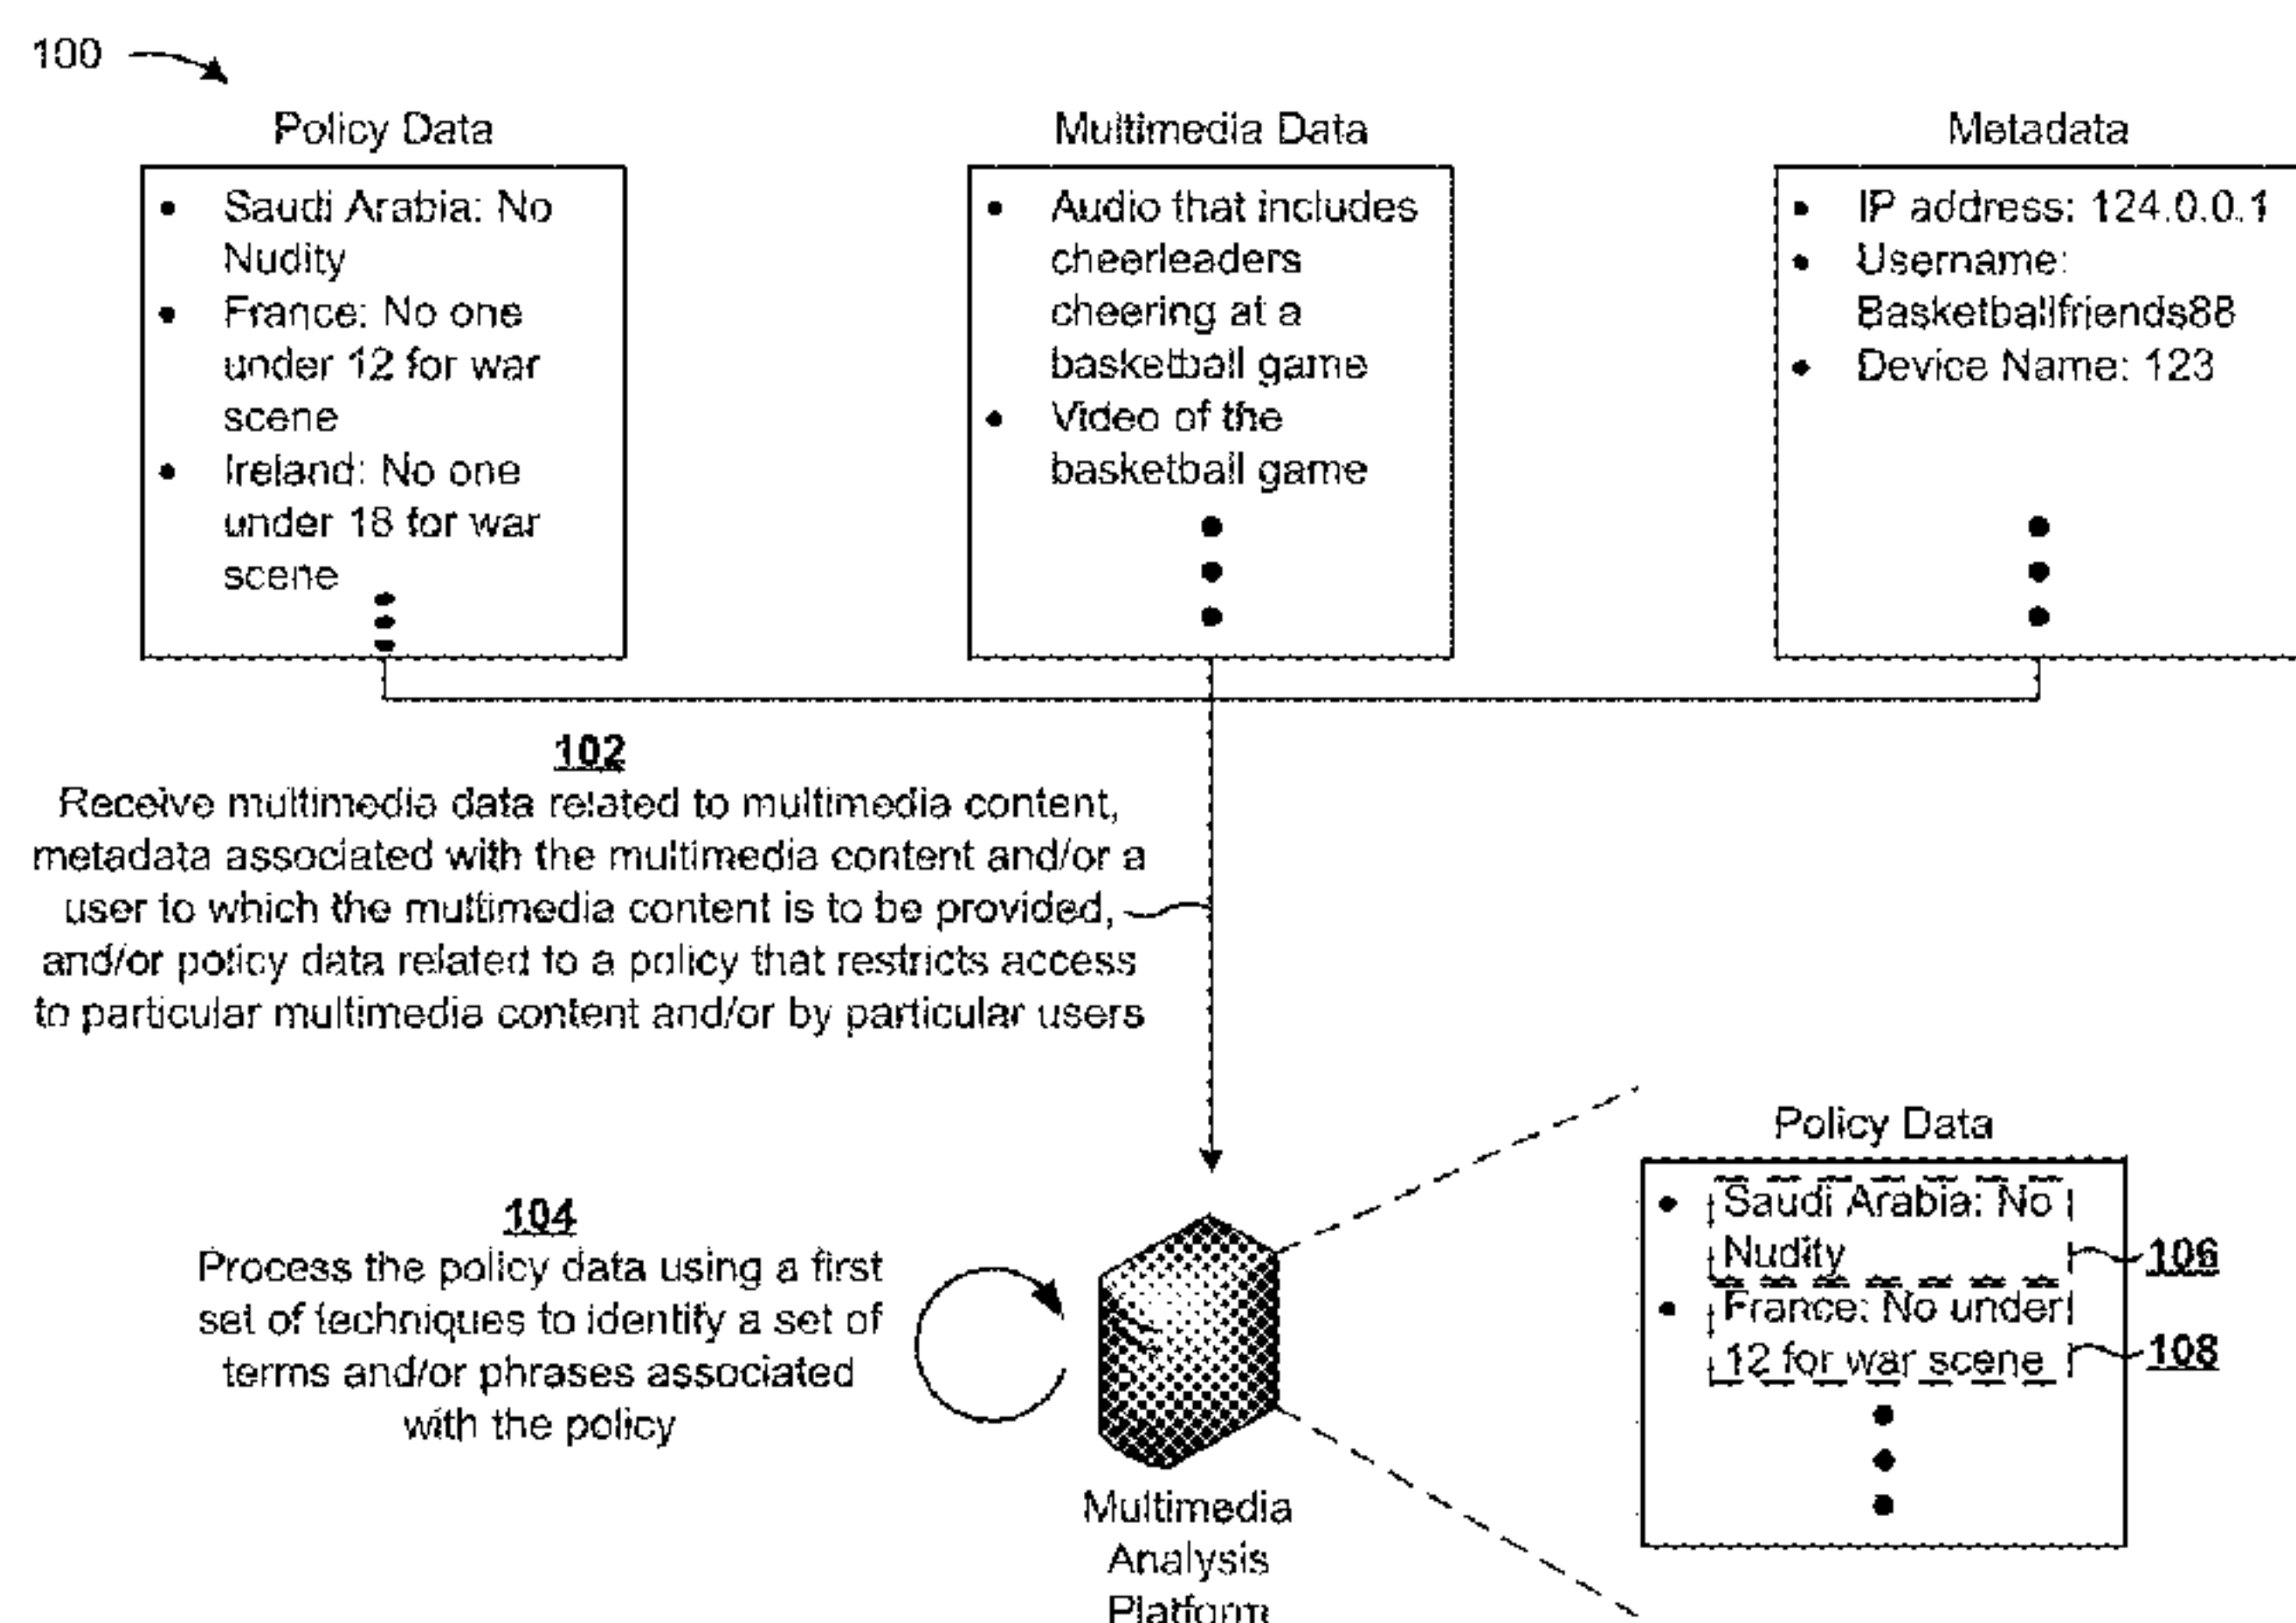 100
Policy Data
• Saudi Arabia: No
Nudity
• France: No one
under 12 for war
scene
• Ireland: No one
under 18 for war
scene
Multimedia Data
• Audio that includes
cheerleaders
cheering at a
basketball game
• Video of the
basketball game
Metadata
• IP address: 124.0.0.1
• Username:
Basketballfriends88
• Device Name: 123
102
Receive multimedia data related to multimedia content,
metadata associated with the multimedia content and/or a
user to which the multimedia content is to be provided,
and/or policy data related to a policy that restricts access
to particular multimedia content and/or by particular users
104
Process the policy data using a first
set of techniques to identify a set of
terms and/or phrases associated
with the policy
Multimedia
Analysis
Platform
Policy Data
• Saudi Arabia: No
Nudity
106
• France: No under
12 for war scene
108